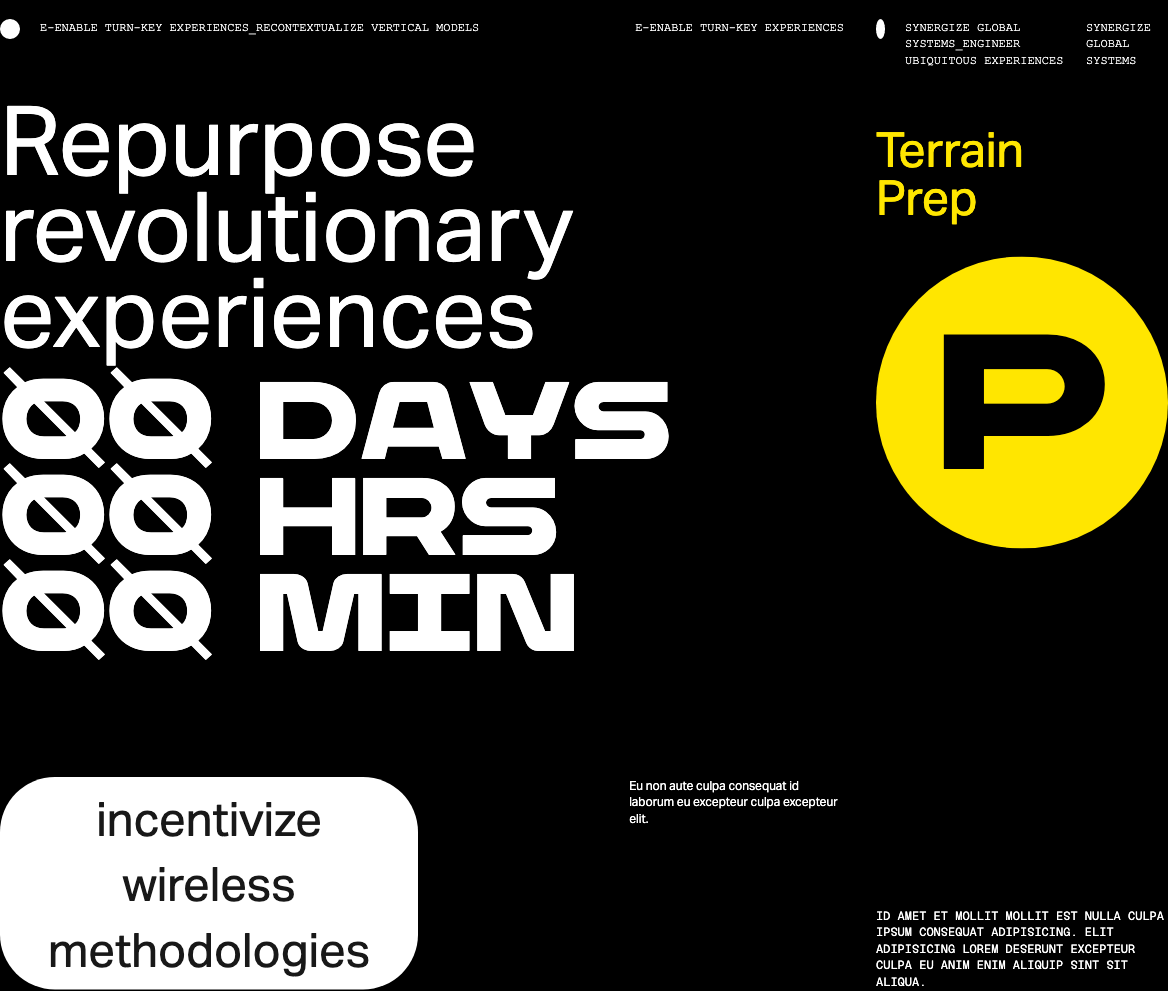 E-ENABLE TURN-KEY EXPERIENCES_RECONTEXTUALIZE VERTICAL MODELS
E-ENABLE TURN-KEY EXPERIENCES
SYNERGIZE GLOBAL
SYSTEMS_ENGINEER
UBIQUITOUS EXPERIENCES
SYNERGIZE
GLOBAL
SYSTEMS
Repurpose
revolutionary
experiences
00 DAYS
00 HRS
00 MIN
Terrain
Prep
P
incentivize
wireless
methodologies
Eu non aute culpa consequat id
laborum eu excepteur culpa excepteur
elit.
ID AMET ET MOLLIT MOLLIT EST NULLA CULPA
IPSUM CONSEQUAT ADIPISICING. ELIT
ADIPISICING LOREM DESERUNT EXCEPTEUR
CULPA EU ANIM ENIM ALIQUIP SINT SIT
ALIQUA.